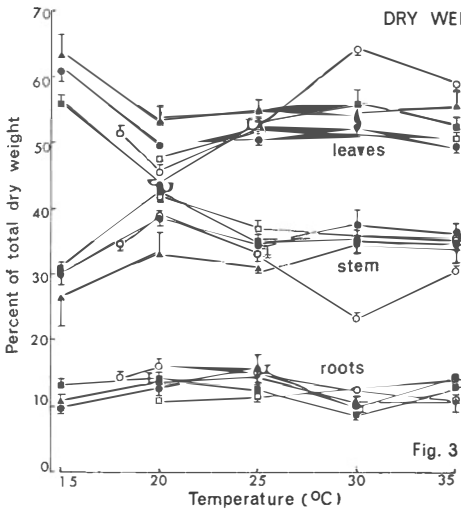 DRY WEI
70
60
50
40
30
20
10
0
Percent of total dry weight
leaves
stem
roots
Fig. 3
15 20 25 30 35
Temperature (°C)